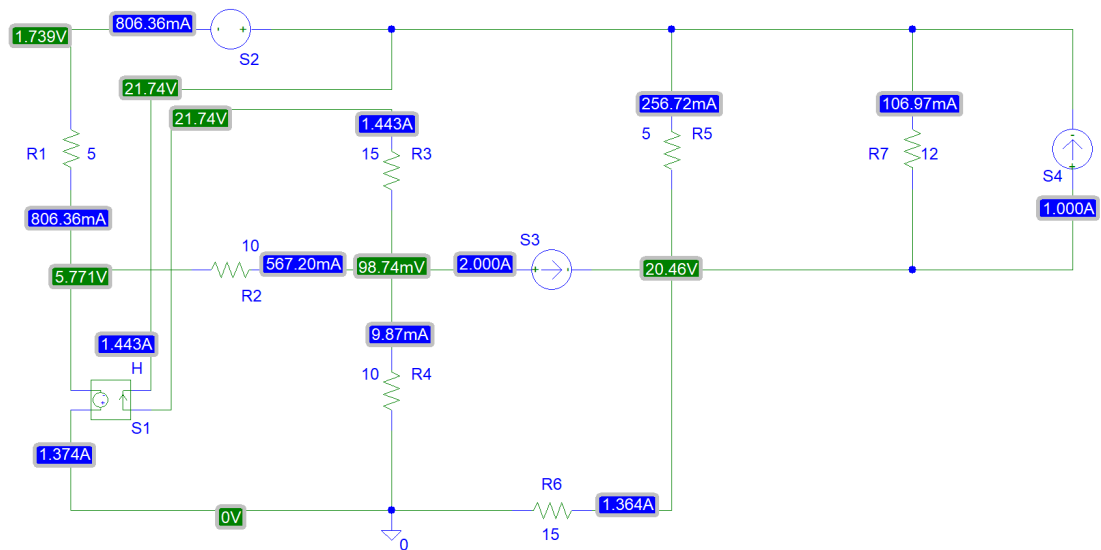 806.36mA
1.739V
- +
S2
21.74V
21.74V
256.72mA
106.97mA
1.443A
R1 5
15 R3
5 R5
R7 12
-
S4
+
806.36mA
1.000A
10
S3
5.771V
567.20mA
98.74mV
2.000A
+ -
20.46V
R2
1.443A
9.87mA
H
10 R4
-
+
S1
1.374A
R6
1.364A
0V
15
0